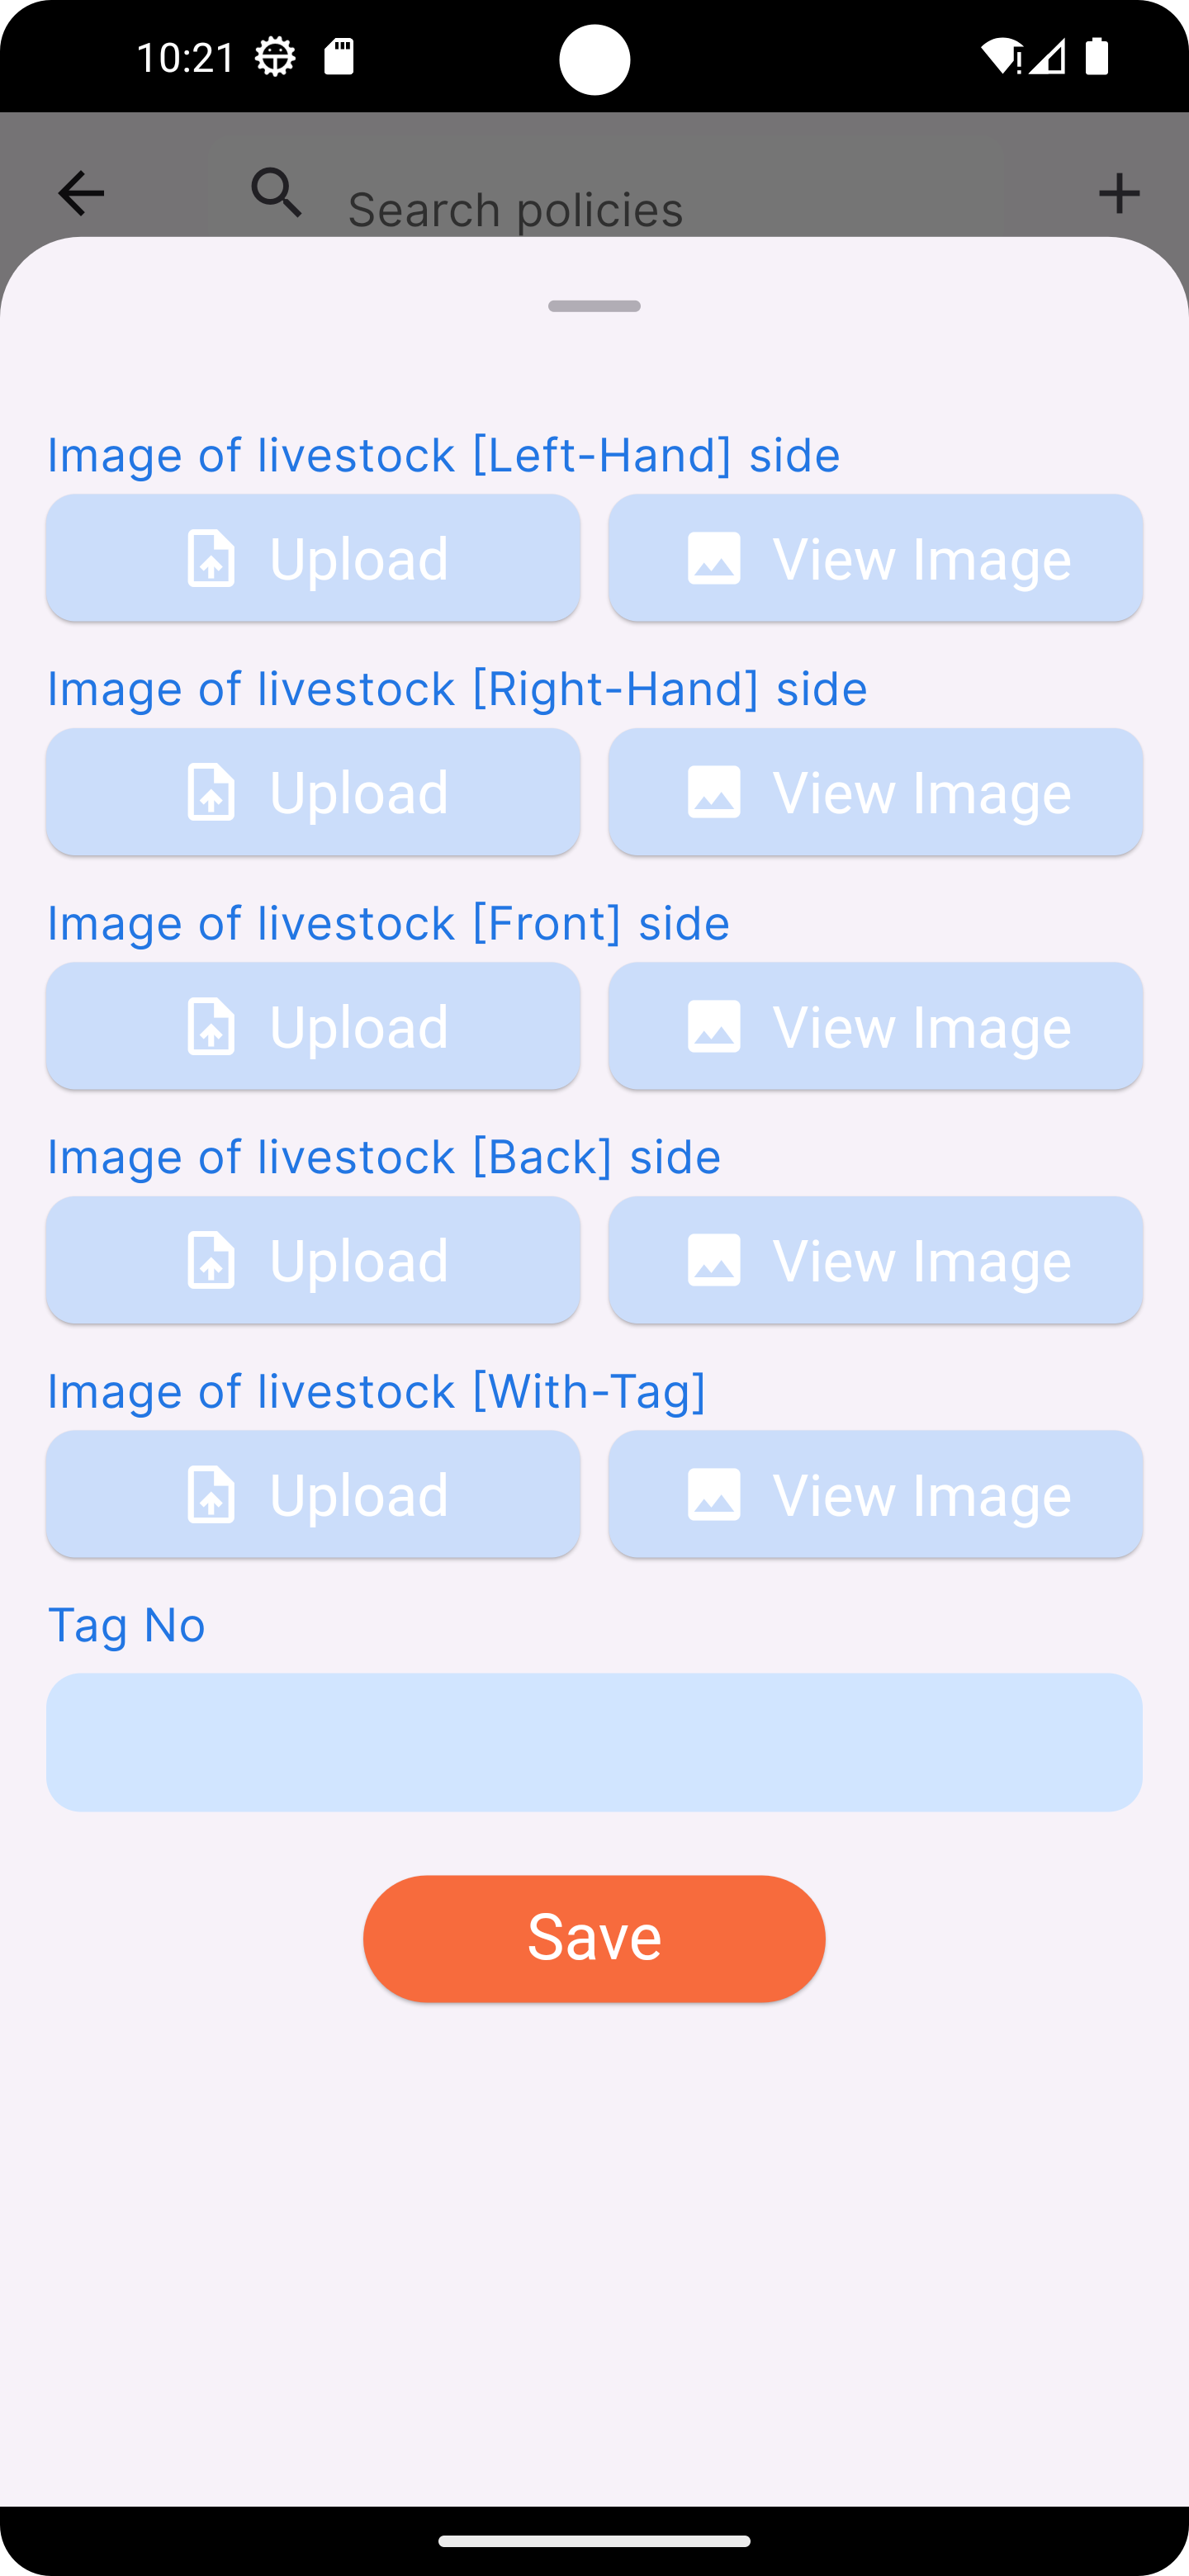 10:21
Search policies
Image of livestock [Left-Hand] side
Upload View Image
Image of livestock [Right-Hand] side
Upload View Image
Image of livestock [Front] side
Upload View Image
Image of livestock [Back] side
Upload View Image
Image of livestock [With-Tag]
Upload View Image
Tag No
Save